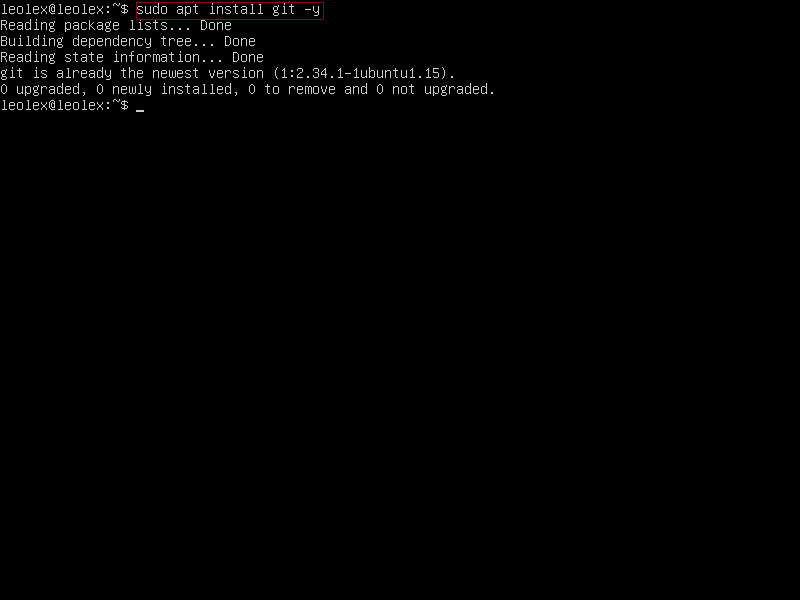 leolex@leolex:~$ sudo apt install git -y
Reading package lists... Done
Building dependency tree... Done
Reading state information... Done
git is already the newest version (1:2.34.1-1ubuntu1.15).
0 upgraded, 0 newly installed, 0 to remove and 0 not upgraded.
leolex@leolex:~$ _